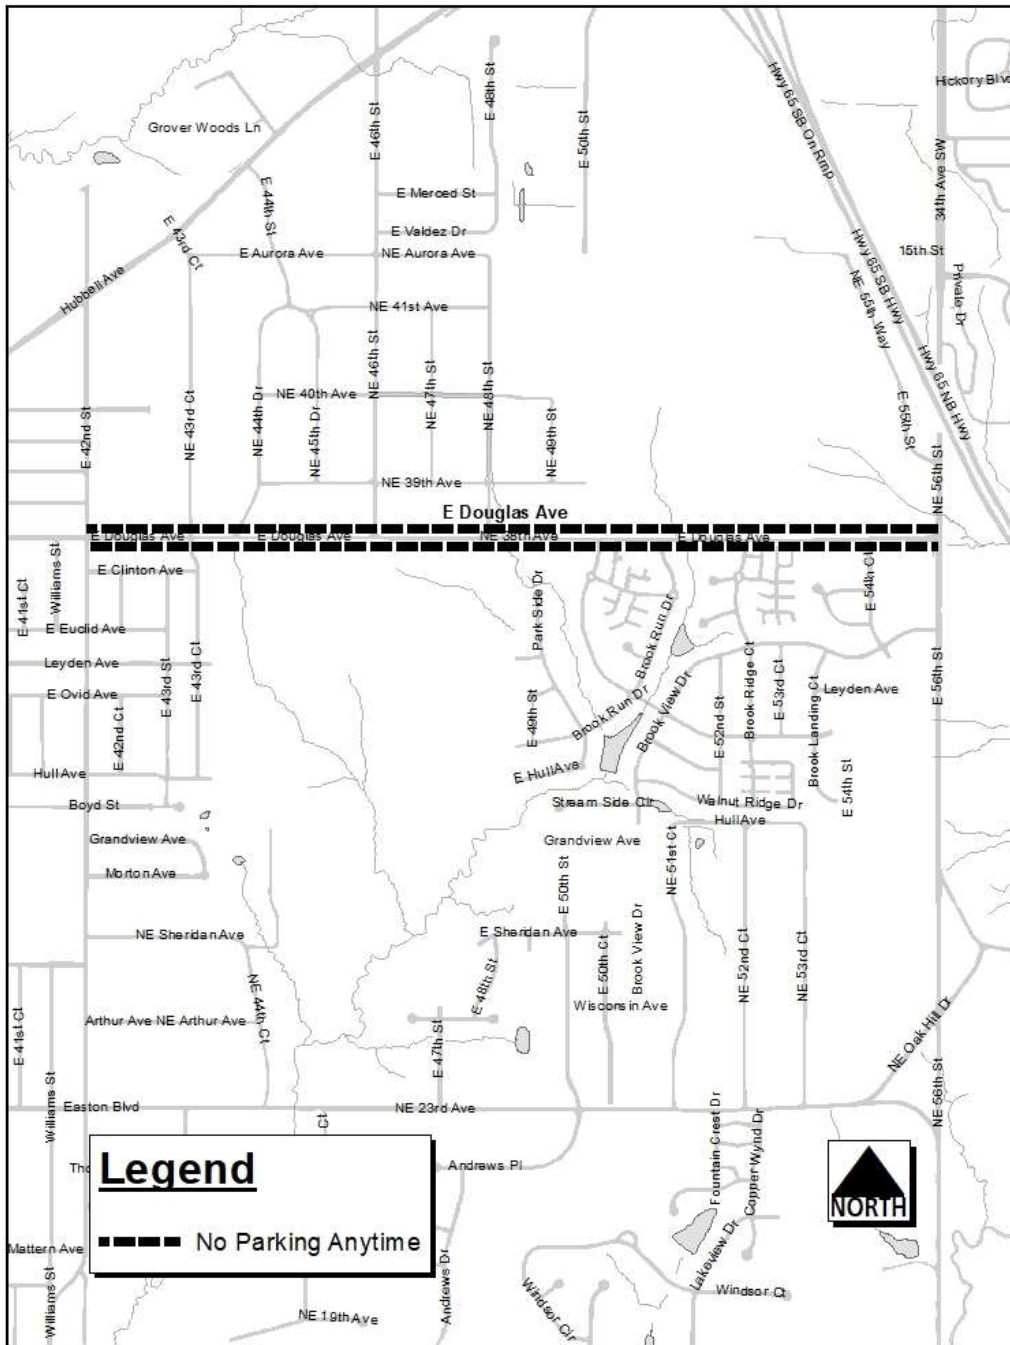 Hickory Blvd
Grover Woods Ln
E 46th St
E 48th St
E 50th St
Hwy 65 SB On Rmp
34th Ave SW
E Merced St
E 44th St
E 43rd Ct
E Valdez Dr
E Aurora Ave
NE Aurora Ave
15th St
Hubbell Ave
Hwy 65 SB Hwy
NE 55th Way
Private Dr
NE 41st Ave
NE 46th St
NE 47th St
NE 48th St
Hwy 65 NB Hwy
NE 40th Ave
E 42nd St
NE 43rd Ct
NE 44th Dr
NE 45th Dr
NE 49th St
E 55th St
NE 56th St
NE 39th Ave
E Douglas Ave
E Douglas Ave
E Douglas Ave
NE 38th Ave
E Douglas Ave
E 41st Ct
Williams St
E Clinton Ave
Park Side Dr
Brook Run Dr
E 54th Ct
E Euclid Ave
Leyden Ave
E 43rd St
E 43rd Ct
E Ovid Ave
E 42nd Ct
E 49th St
Brook Run Dr
Brook View Dr
E 52nd St
Brook Ridge Ct
E 53rd Ct
Brook Landing Ct
Leyden Ave
E 56th St
Hull Ave
E Hull Ave
E 54th St
Boyd St
Stream Side Cir
Walnut Ridge Dr
Hull Ave
Grandview Ave
Grandview Ave
Morton Ave
E 50th St
NE 51st Ct
NE Sheridan Ave
E Sheridan Ave
E 48th St
E 50th Ct
Brook View Dr
NE 52nd Ct
NE 53rd Ct
NE 44th Ct
Wisconsin Ave
E 41st Ct
Arthur Ave
NE Arthur Ave
E 47th St
NE Oak Hill Dr
Williams St
Easton Blvd
NE 23rd Ave
NE 56th St
Ct
Fountain Crest Dr
Copper Wynd Dr
Tho
Andrews Pl
Legend
No Parking Anytime
NORTH
Mattern Ave
Williams St
Andrews Dr
Lakeview Dr
Windsor Ct
Windsor Cir
NE 19th Ave